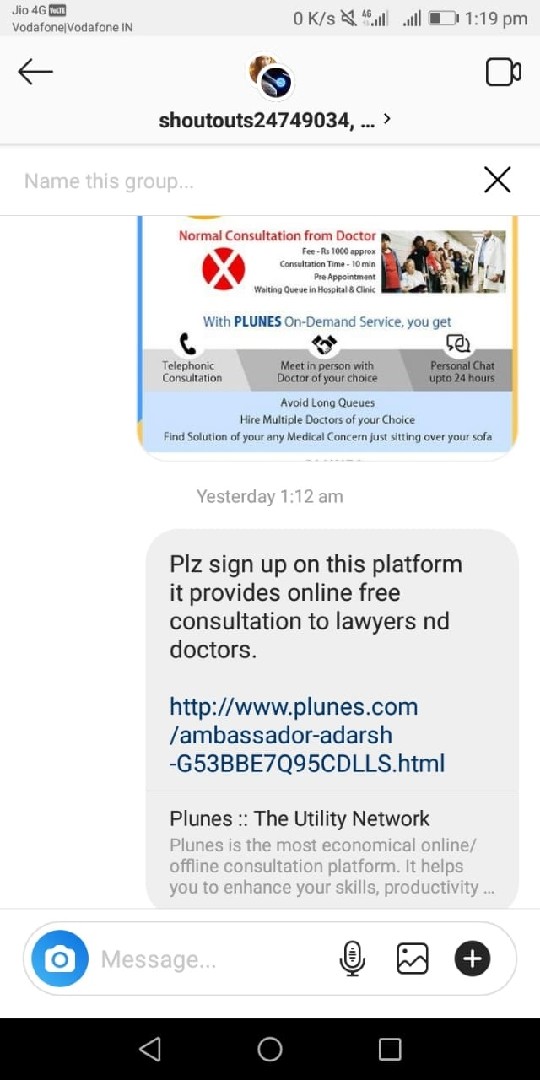 Jio 4G VoLTE
Vodafone|Vodafone IN
0 K/s 4G 1:19 pm
shoutouts24749034, ... >
Name this group...
Normal Consultation from Doctor
Fee - Rs 1000 approx
Consultation Time - 10 min
Pre Appointment
Waiting Queue in Hospital & Clinic
With PLUNES On-Demand Service, you get
Telephonic
Consultation
Meet in person with
Doctor of your choice
Personal Chat
upto 24 hours
Avoid Long Queues
Hire Multiple Doctors of your Choice
Find Solution of your any Medical Concern just sitting over your sofa
Yesterday 1:12 am
Plz sign up on this platform
it provides online free
consultation to lawyers nd
doctors.
http://www.plunes.com
/ambassador-adarsh
-G53BBE7Q95CDLLS.html
Plunes :: The Utility Network
Plunes is the most economical online/
offline consultation platform. It helps
you to enhance your skills, productivity ...
Message...